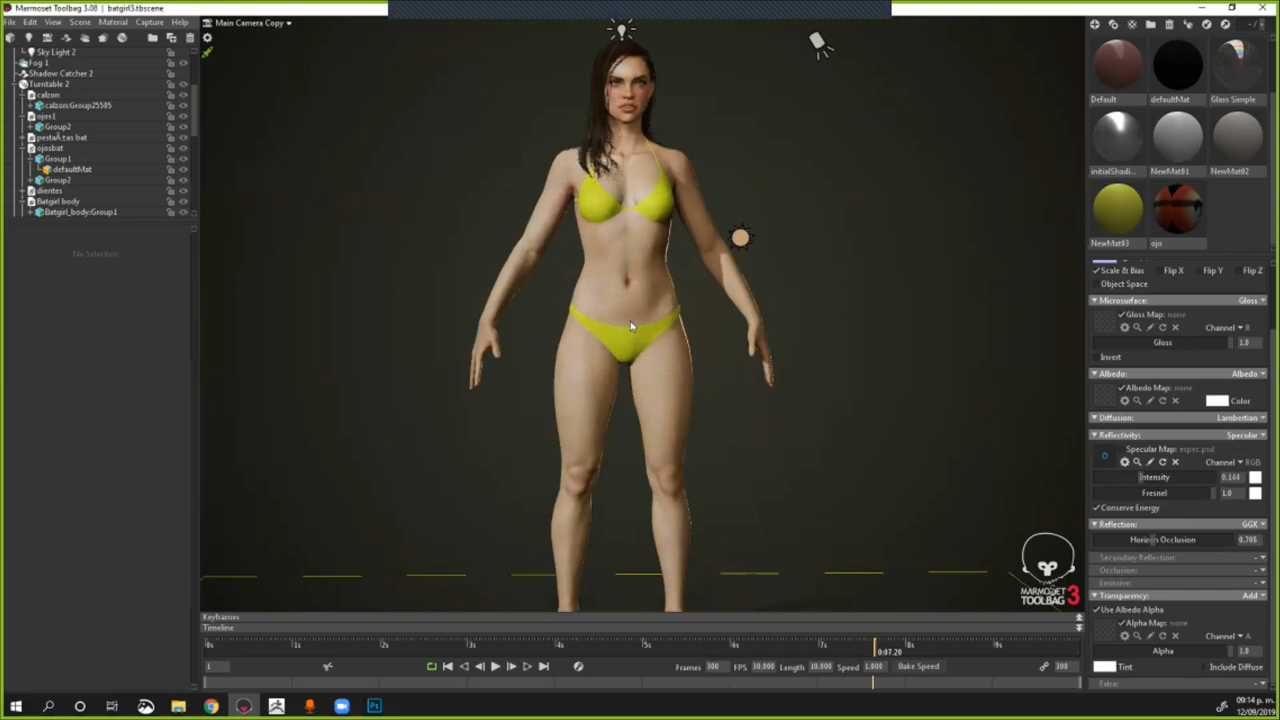 Marmoset Toolbag 3.08 | batgirl3.tbscene
File Edit View Scene Material Capture Help
Main Camera Copy
Sky Light 2
Fog 1
Shadow Catcher 2
Turntable 2
calzon
calzon:Group25585
ojos1
Group2
pestaÃ±as bat
ojosbat
Group1
defaultMat
Group2
dientes
Batgirl body
Batgirl_body:Group1
No Selection
Default defaultMat Glass Simple
initialShadi... NewMat01 NewMat02
NewMat03 ojo
Scale & Bias Flip X Flip Y Flip Z
Object Space
Microsurface: Gloss
Gloss Map: none
Channel R
Gloss 1.0
Invert
Albedo: Albedo
Albedo Map: none
Color
Diffusion: Lambertian
Reflectivity: Specular
Specular Map: espec.psd
Channel RGB
Intensity 0.144
Fresnel 1.0
Conserve Energy
Reflection: GGX
Horizon Occlusion 0.708
Secondary Reflection: -
Occlusion: -
Emissive: -
Transparency: Add
Use Albedo Alpha
Alpha Map: none
Channel A
Alpha 1.0
Tint Include Diffuse
Extra: -
MARMOSET
TOOLBAG 3
Keyframes
Timeline
0s 1s 2s 3s 4s 5s 6s 7s 8s 9s
0:07.20
1 Frames 300 FPS 30.000 Length 10.000 Speed 1.000 Bake Speed 300
09:14 p. m.
12/09/2019